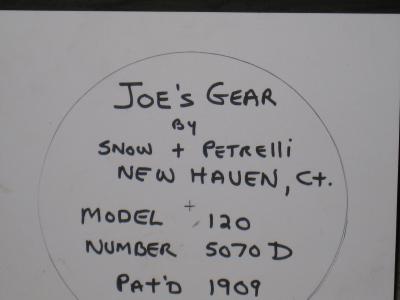 JOE'S GEAR
BY
SNOW + PETRELLI
NEW HAVEN, CT.
MODEL 120
NUMBER 5070 D
PAT'D 1909